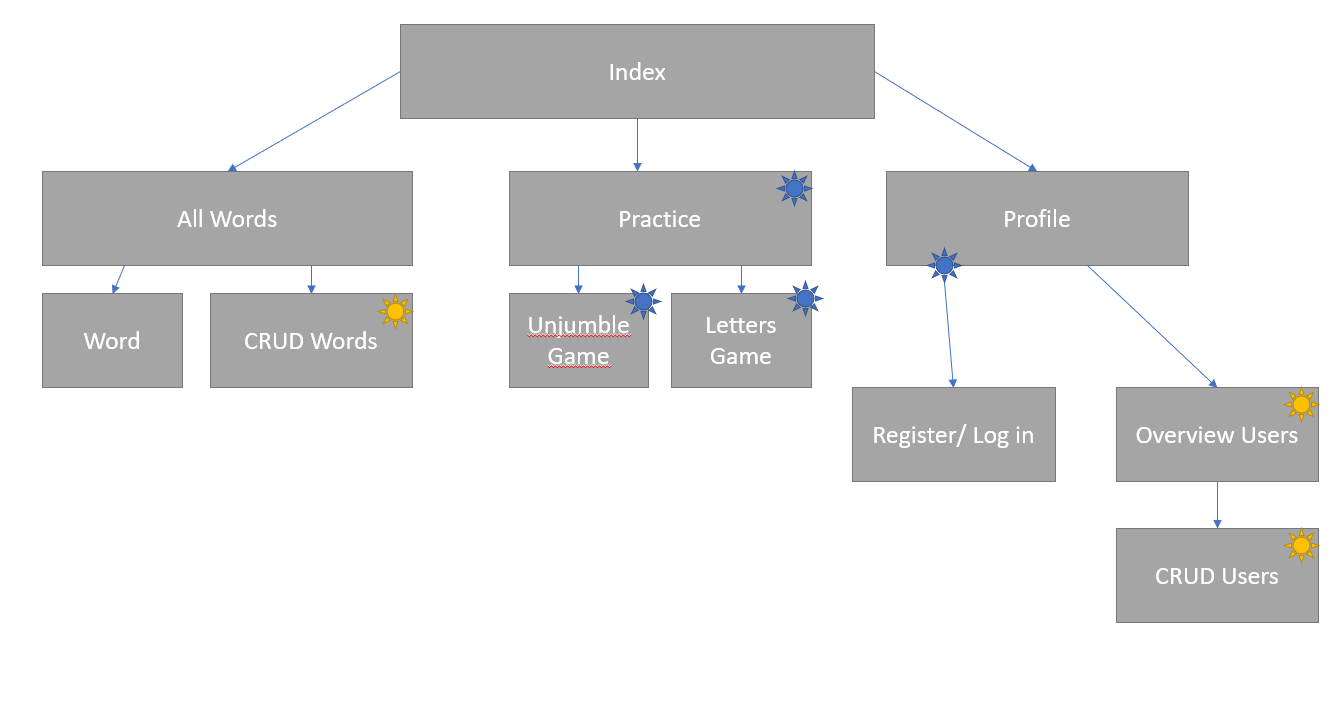 Index
All Words
Practice
Profile
Word
CRUD Words
Unjumble
Game
Letters
Game
Register/ Log in
Overview Users
CRUD Users